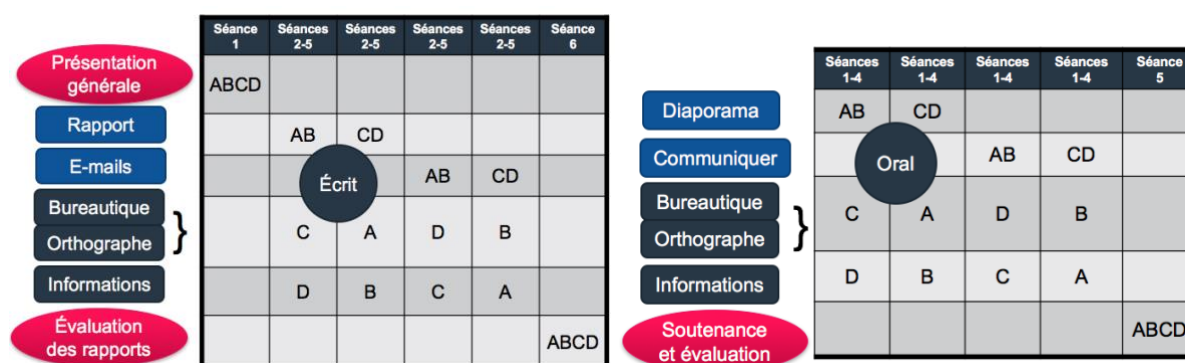 Séance 1 Séances 2-5 Séances 2-5 Séances 2-5 Séances 2-5 Séance 6
Présentation générale ABCD
Rapport AB CD
E-mails AB CD
Écrit
Bureautique
Orthographe } C A D B
Informations D B C A
Évaluation des rapports ABCD
Séances 1-4 Séances 1-4 Séances 1-4 Séances 1-4 Séance 5
Diaporama AB CD
Communiquer AB CD
Oral
Bureautique
Orthographe } C A D B
Informations D B C A
Soutenance et évaluation ABCD